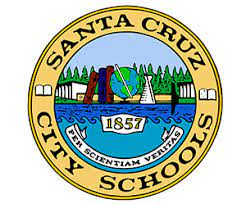 SANTA CRUZ
1857
PER SCIENTIAM VERITAS
CITY SCHOOLS